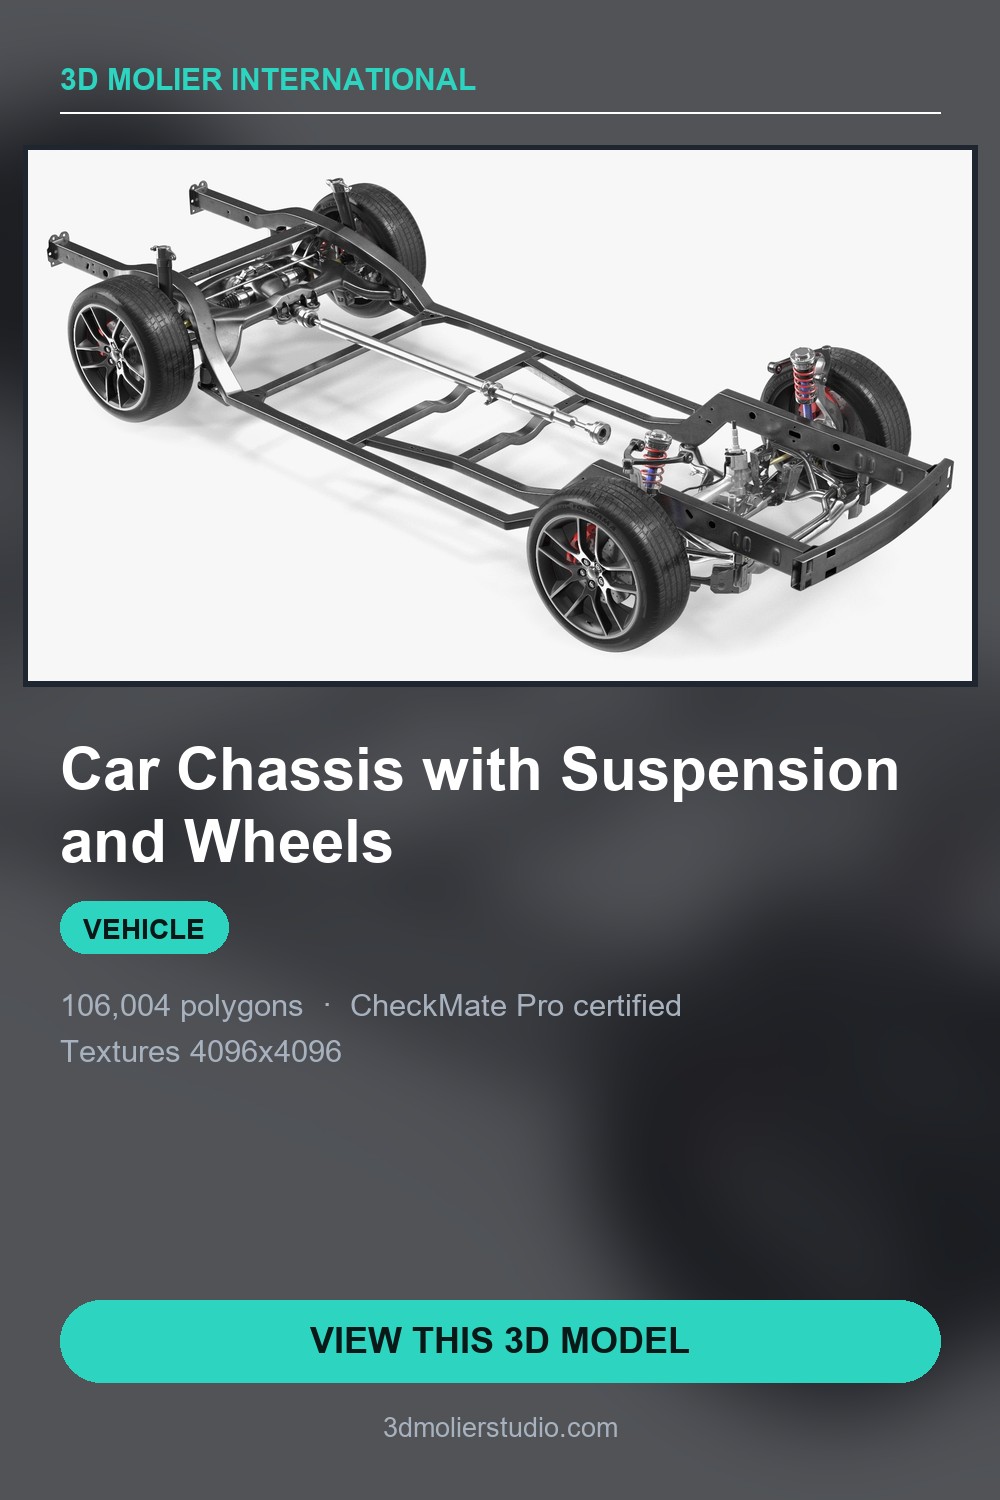 3D MOLIER INTERNATIONAL
Car Chassis with Suspension
and Wheels
VEHICLE
106,004 polygons · CheckMate Pro certified
Textures 4096x4096
VIEW THIS 3D MODEL
3dmolierstudio.com